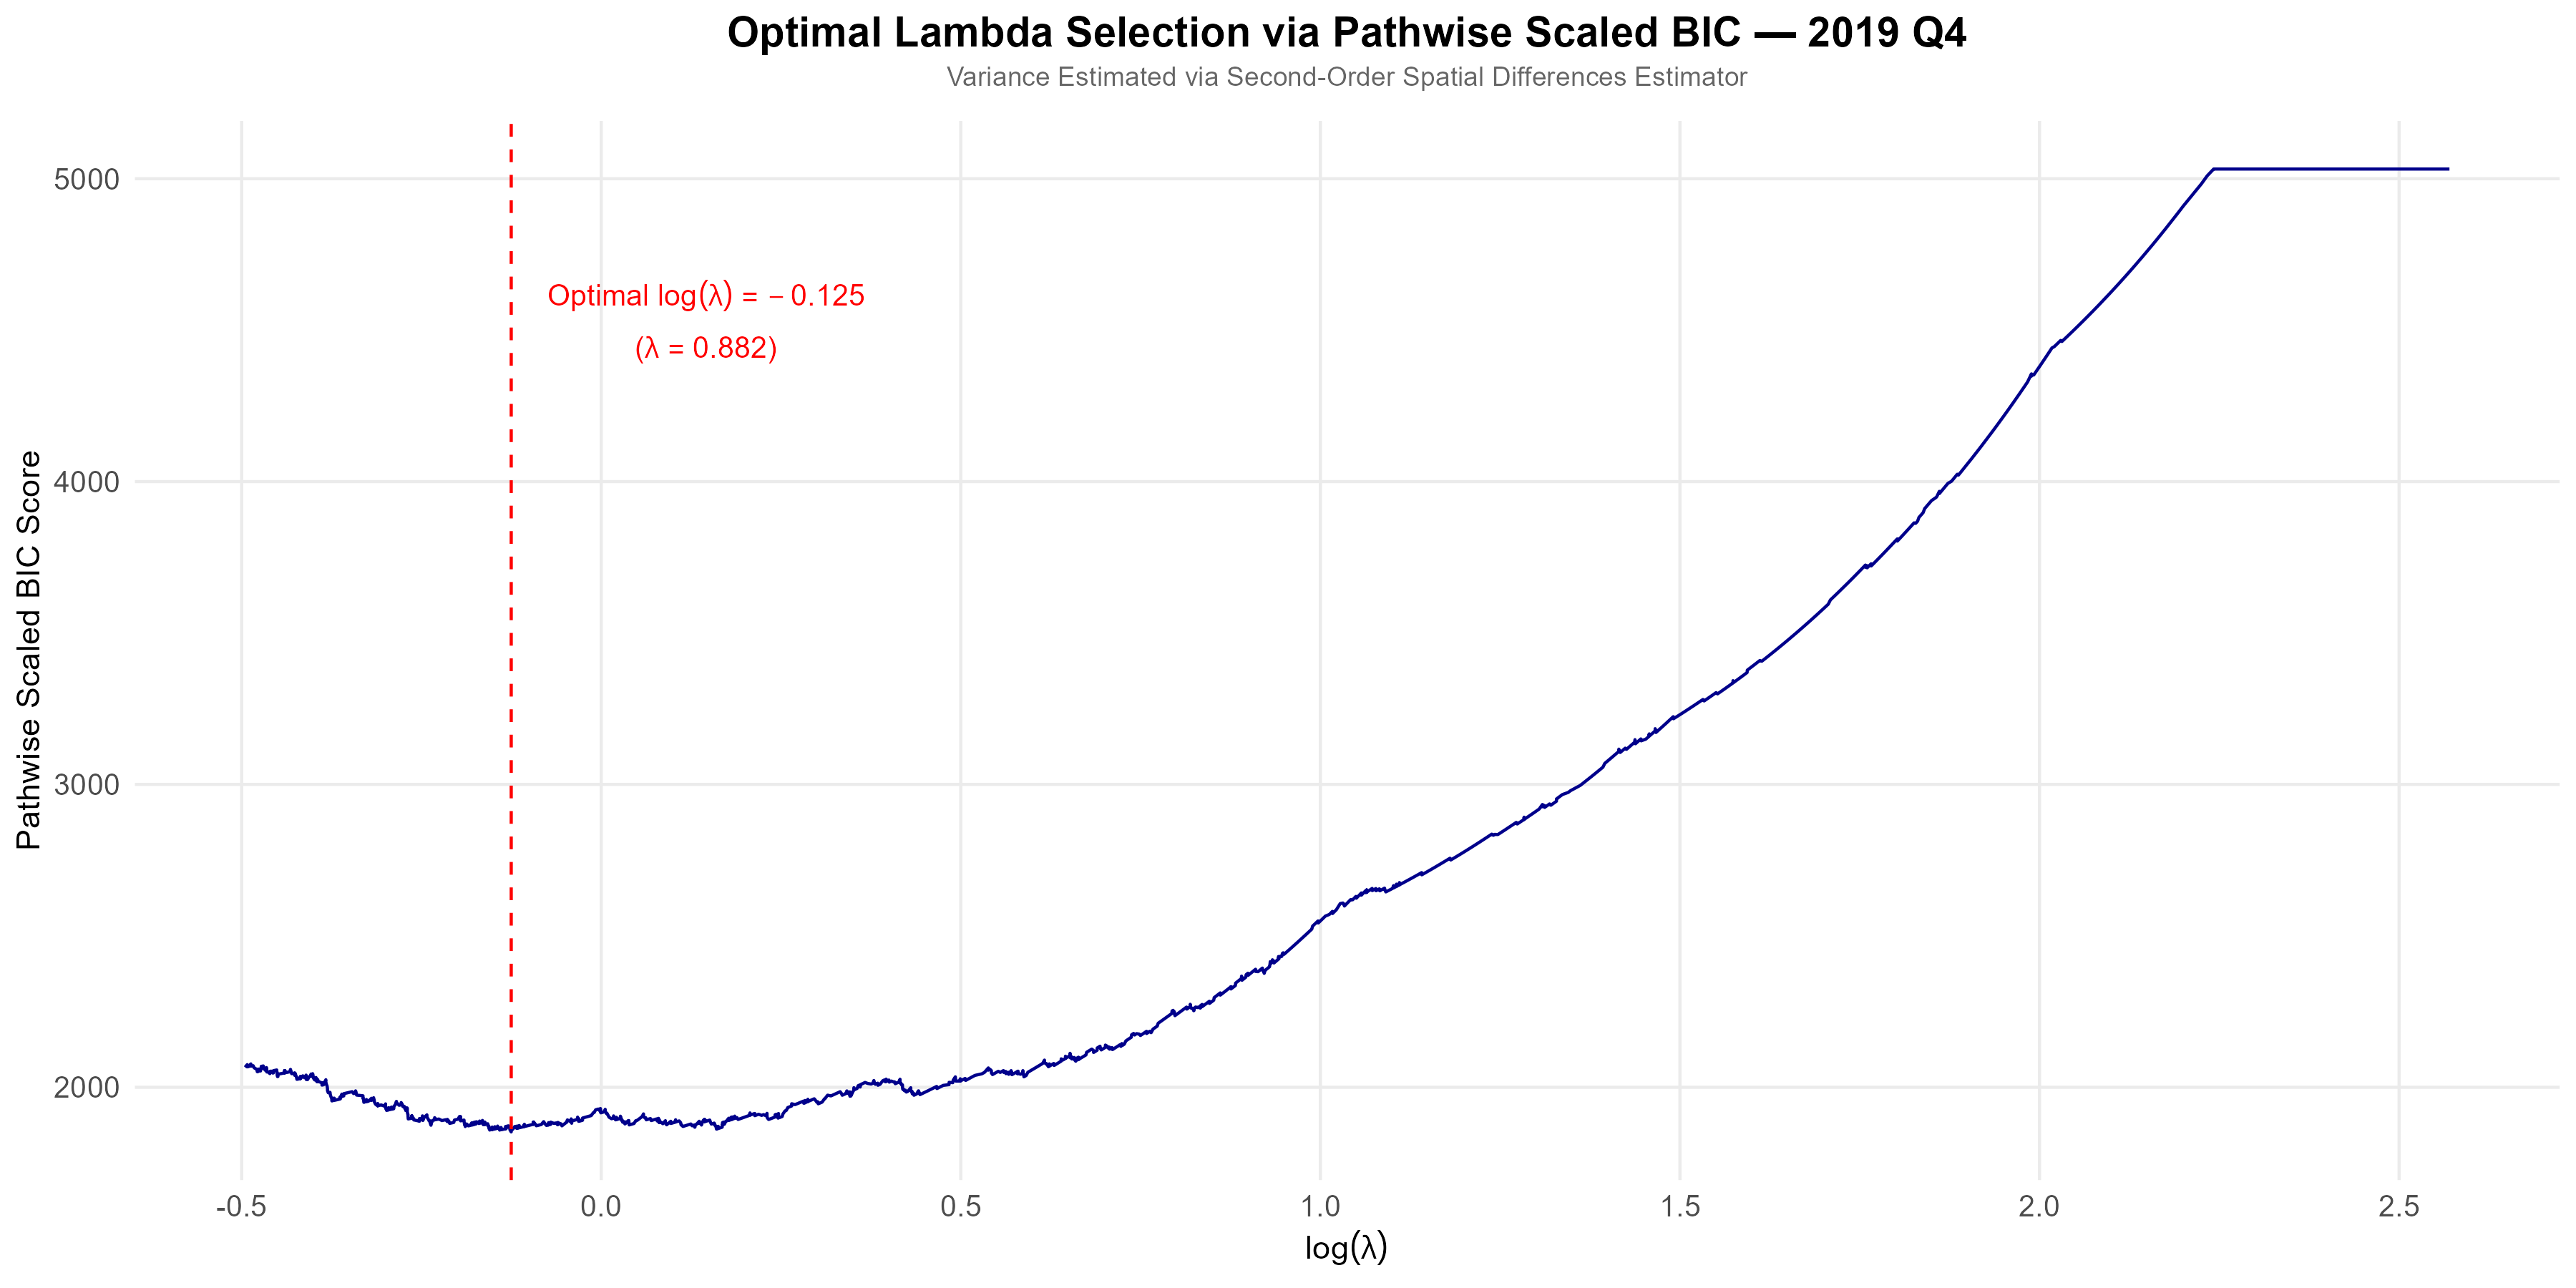 Optimal Lambda Selection via Pathwise Scaled BIC — 2019 Q4
Variance Estimated via Second-Order Spatial Differences Estimator
Pathwise Scaled BIC Score
5000
4000
3000
2000
Optimal log(λ) = − 0.125
(λ = 0.882)
-0.5 0.0 0.5 1.0 1.5 2.0 2.5
log(λ)